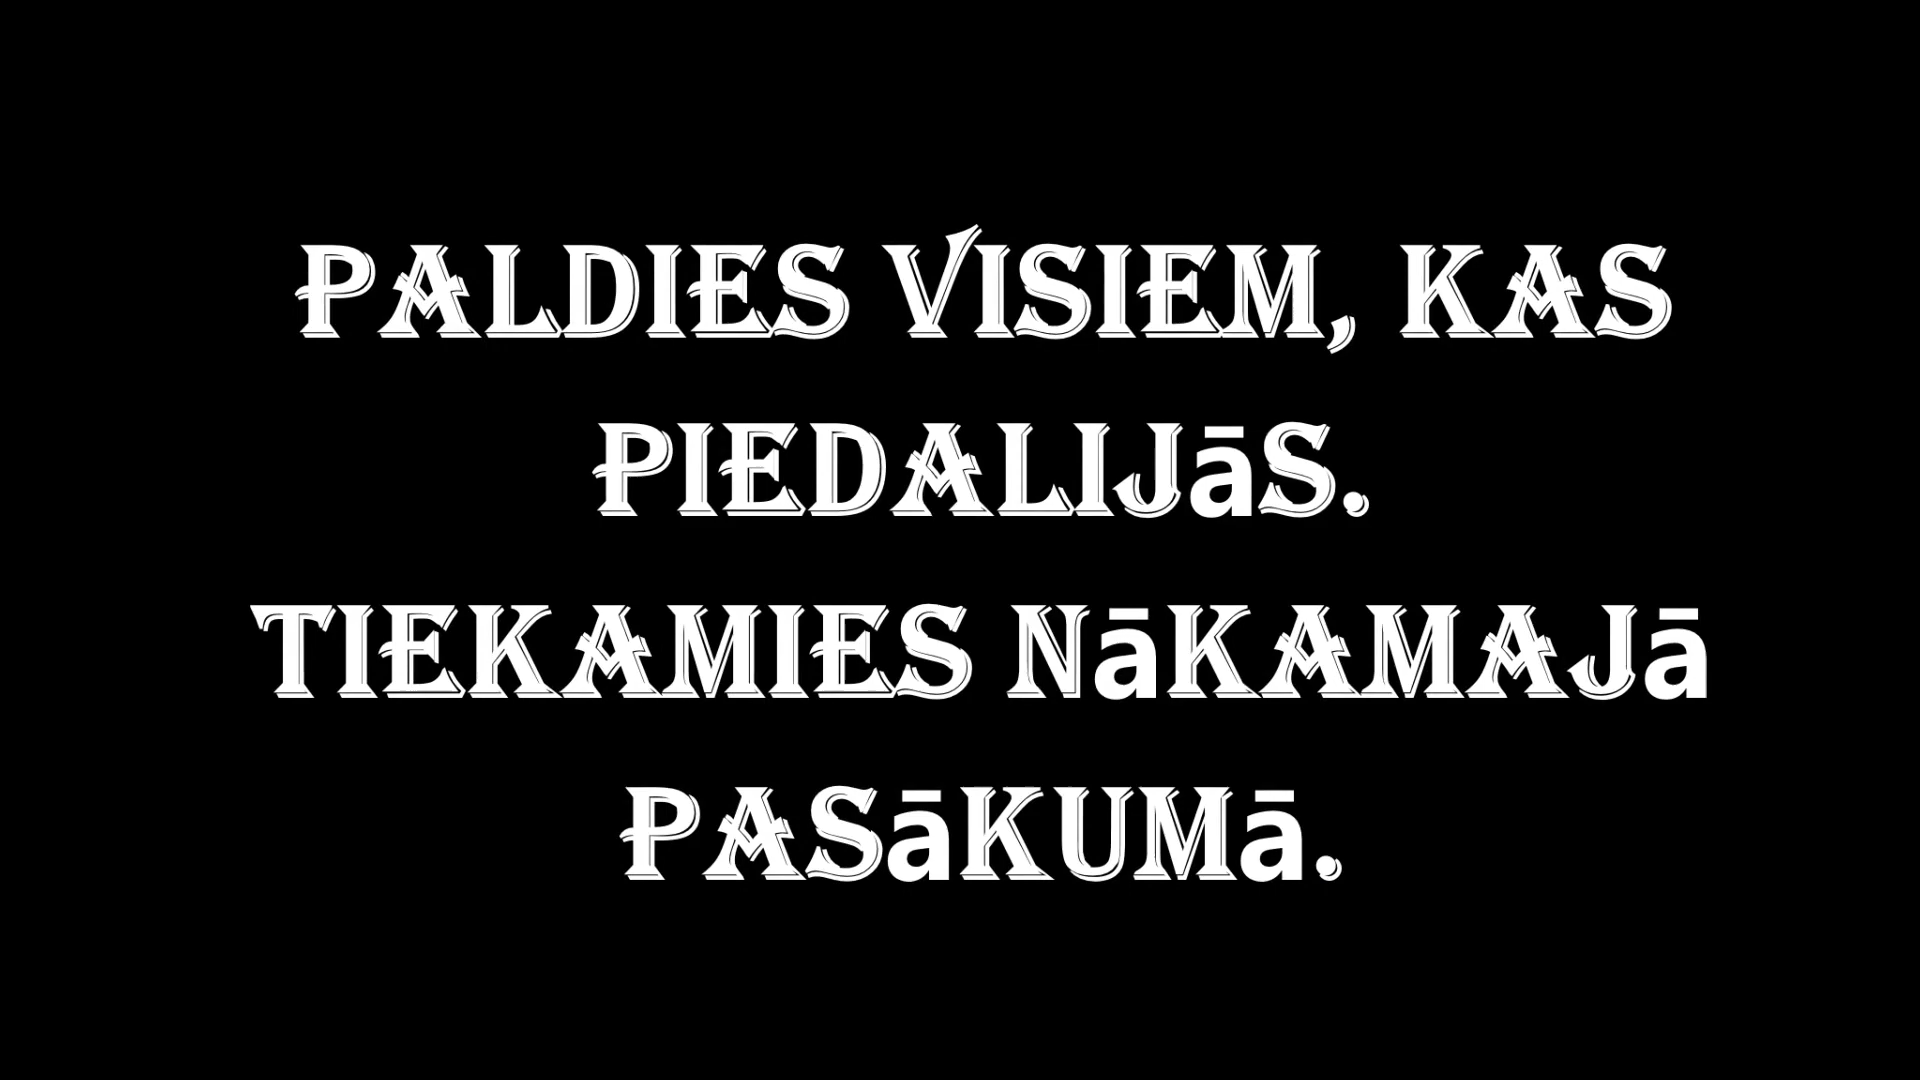 PALDIES VISIEM, KAS
PIEDALIJāS.
TIEKAMIES NāKAMAJā
PASāKUMā.